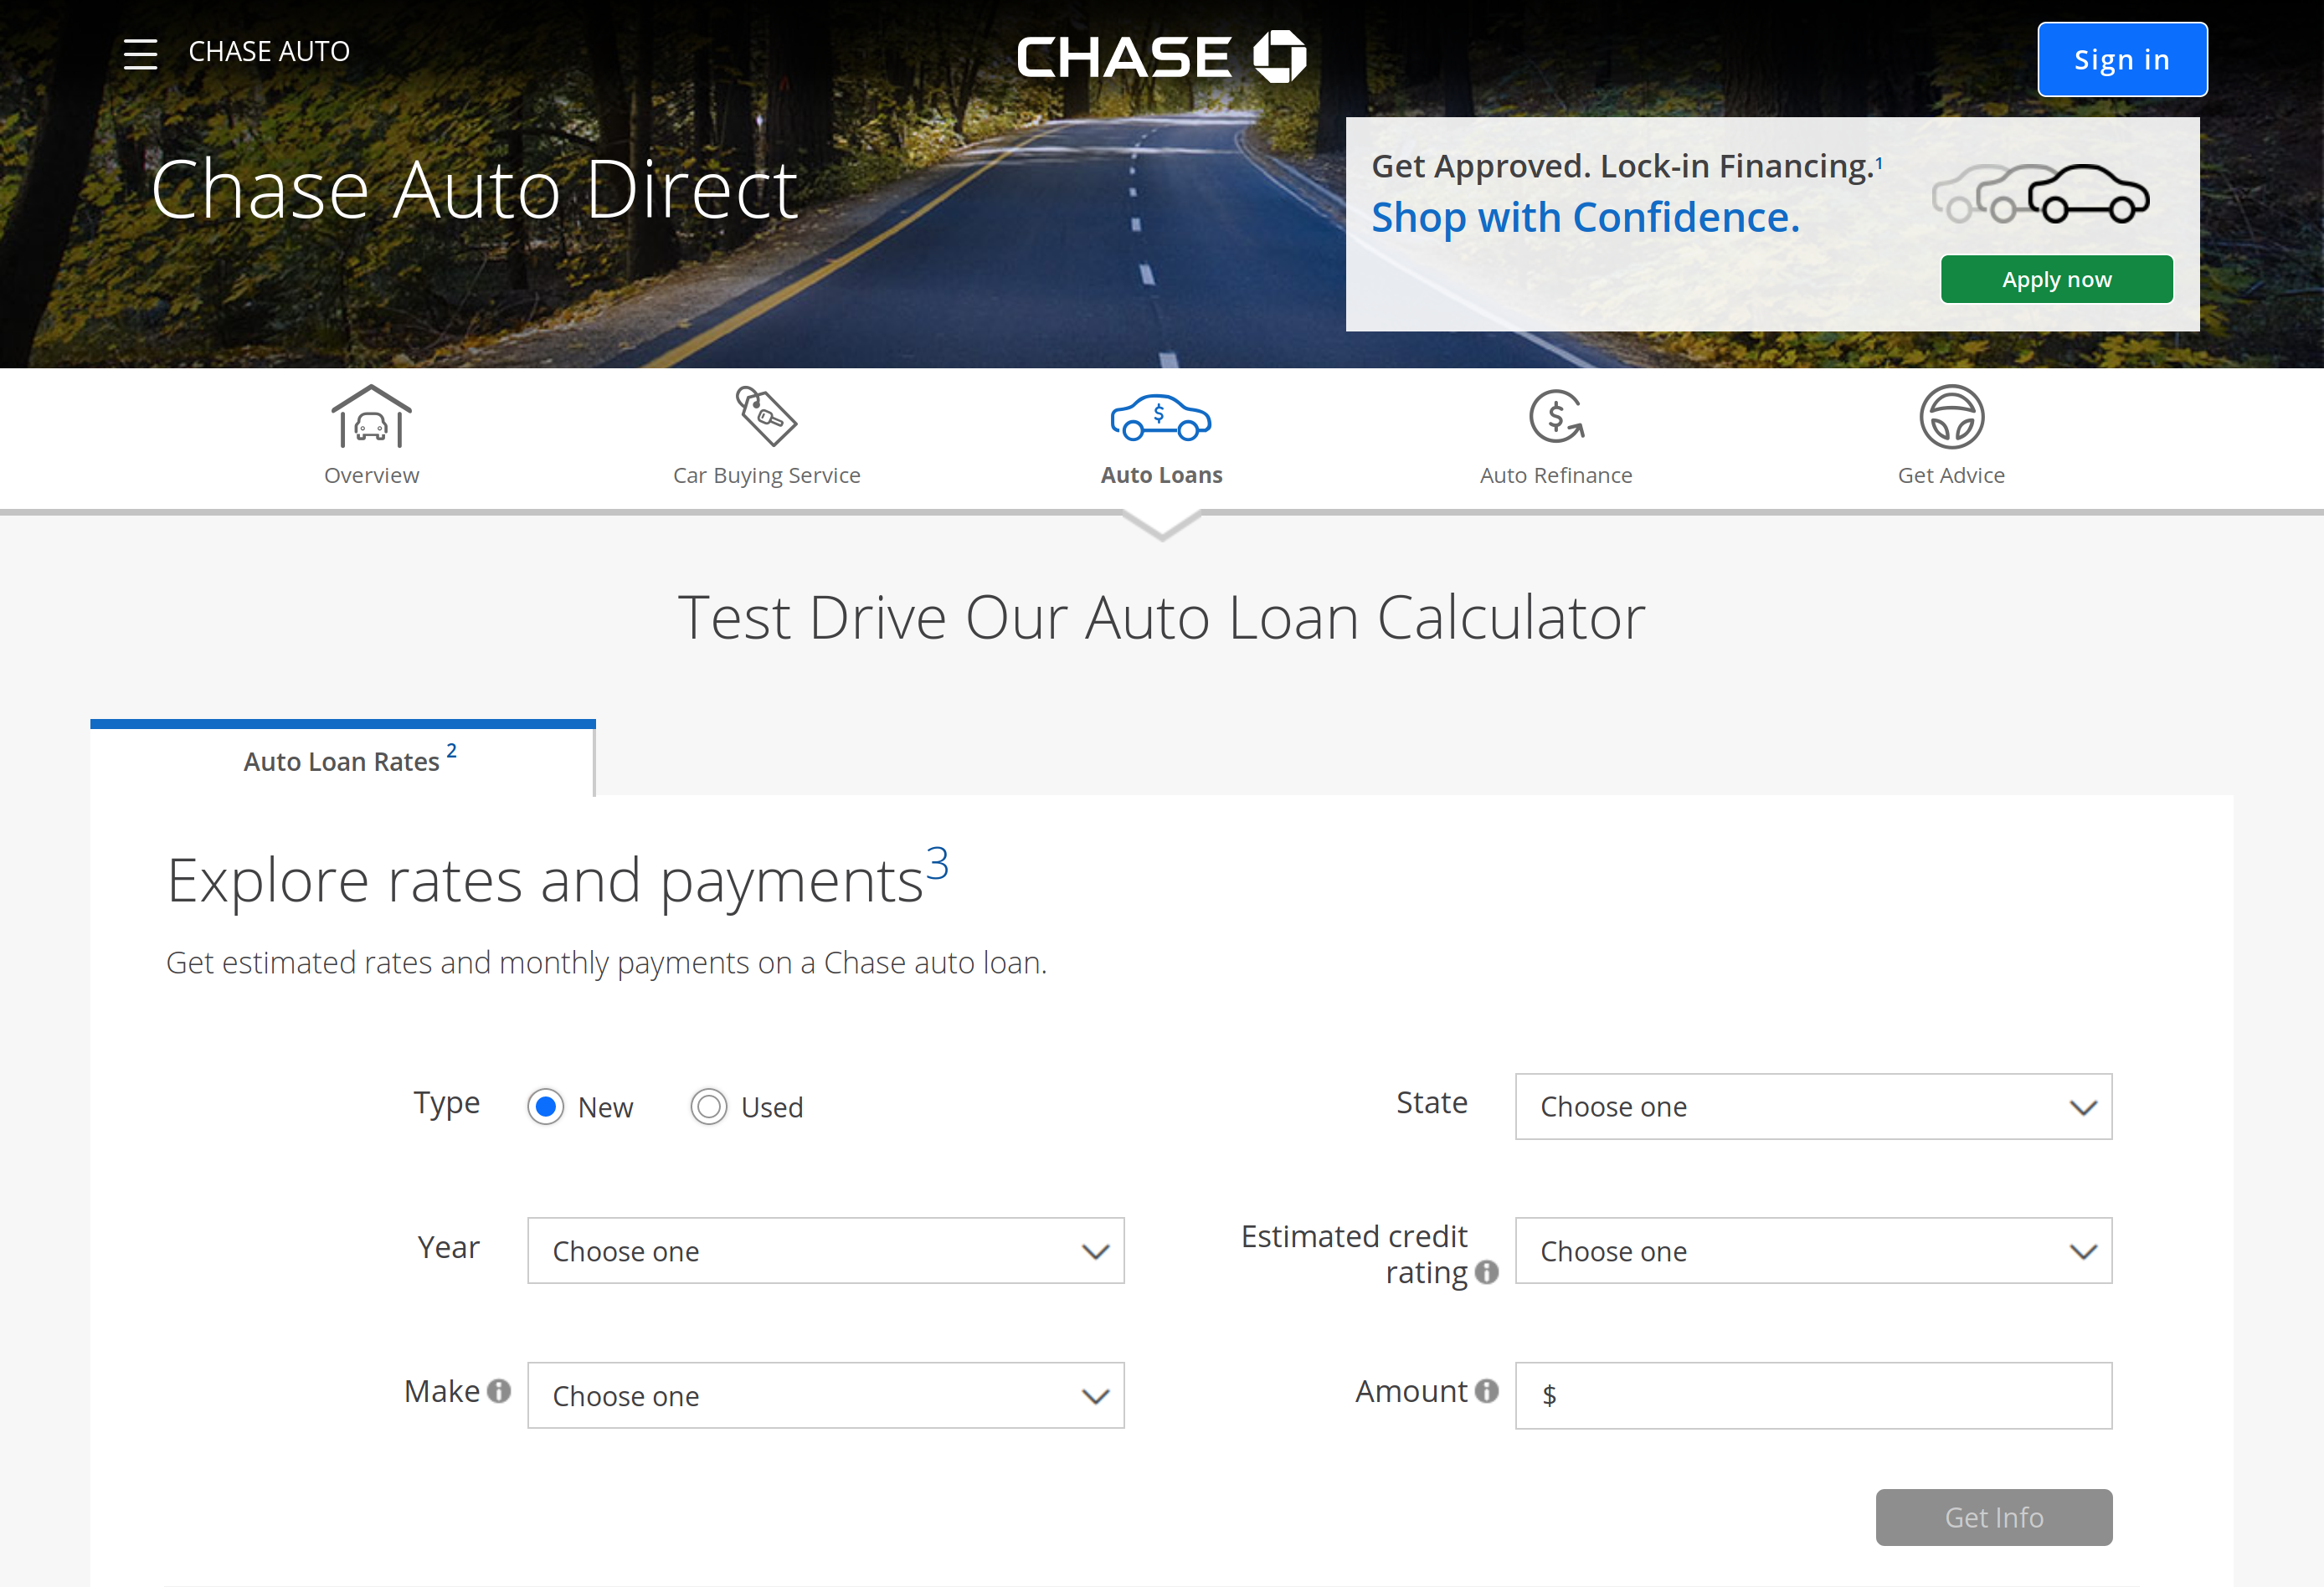 CHASE AUTO
CHASE
Sign in
Chase Auto Direct
Get Approved. Lock-in Financing.1
Shop with Confidence.
Apply now
Overview
Car Buying Service
Auto Loans
Auto Refinance
Get Advice
Test Drive Our Auto Loan Calculator
Auto Loan Rates 2
Explore rates and payments3
Get estimated rates and monthly payments on a Chase auto loan.
Type
New
Used
State
Choose one
Year
Choose one
Estimated credit
rating
Choose one
Make
Choose one
Amount
$
Get Info